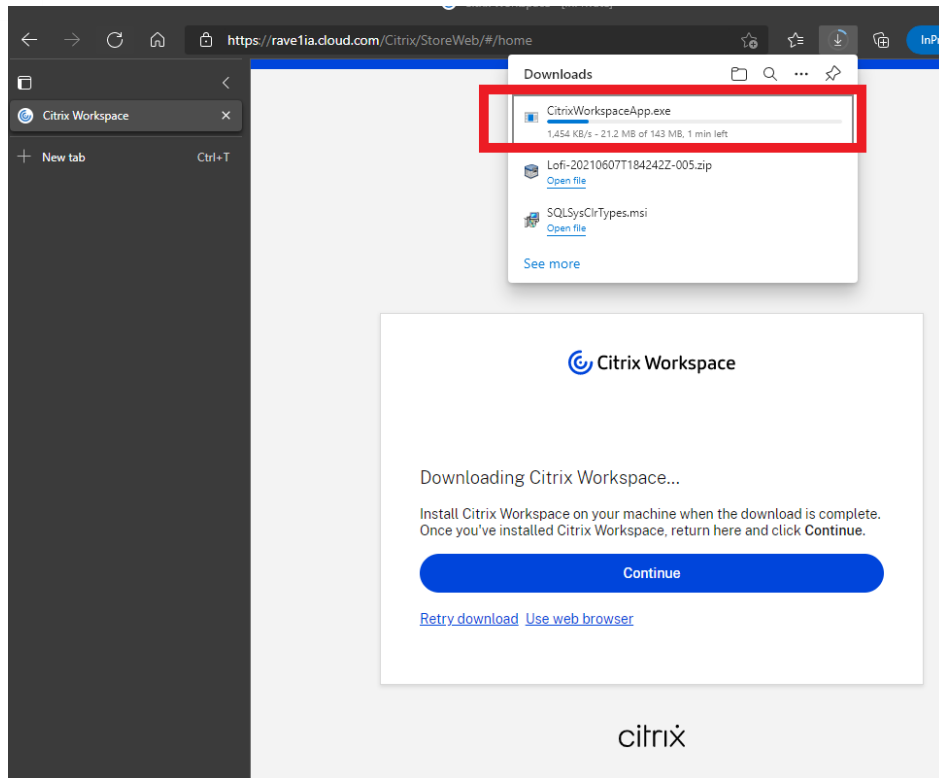 https://rave1ia.cloud.com/Citrix/StoreWeb/#/home
Citrix Workspace
New tab Ctrl+T
Downloads
CitrixWorkspaceApp.exe
1,454 KB/s - 21.2 MB of 143 MB, 1 min left
Lofi-20210607T184242Z-005.zip
Open file
SQLSysClrTypes.msi
Open file
See more
Citrix Workspace
Downloading Citrix Workspace...
Install Citrix Workspace on your machine when the download is complete.
Once you've installed Citrix Workspace, return here and click Continue.
Continue
Retry download Use web browser
citrix